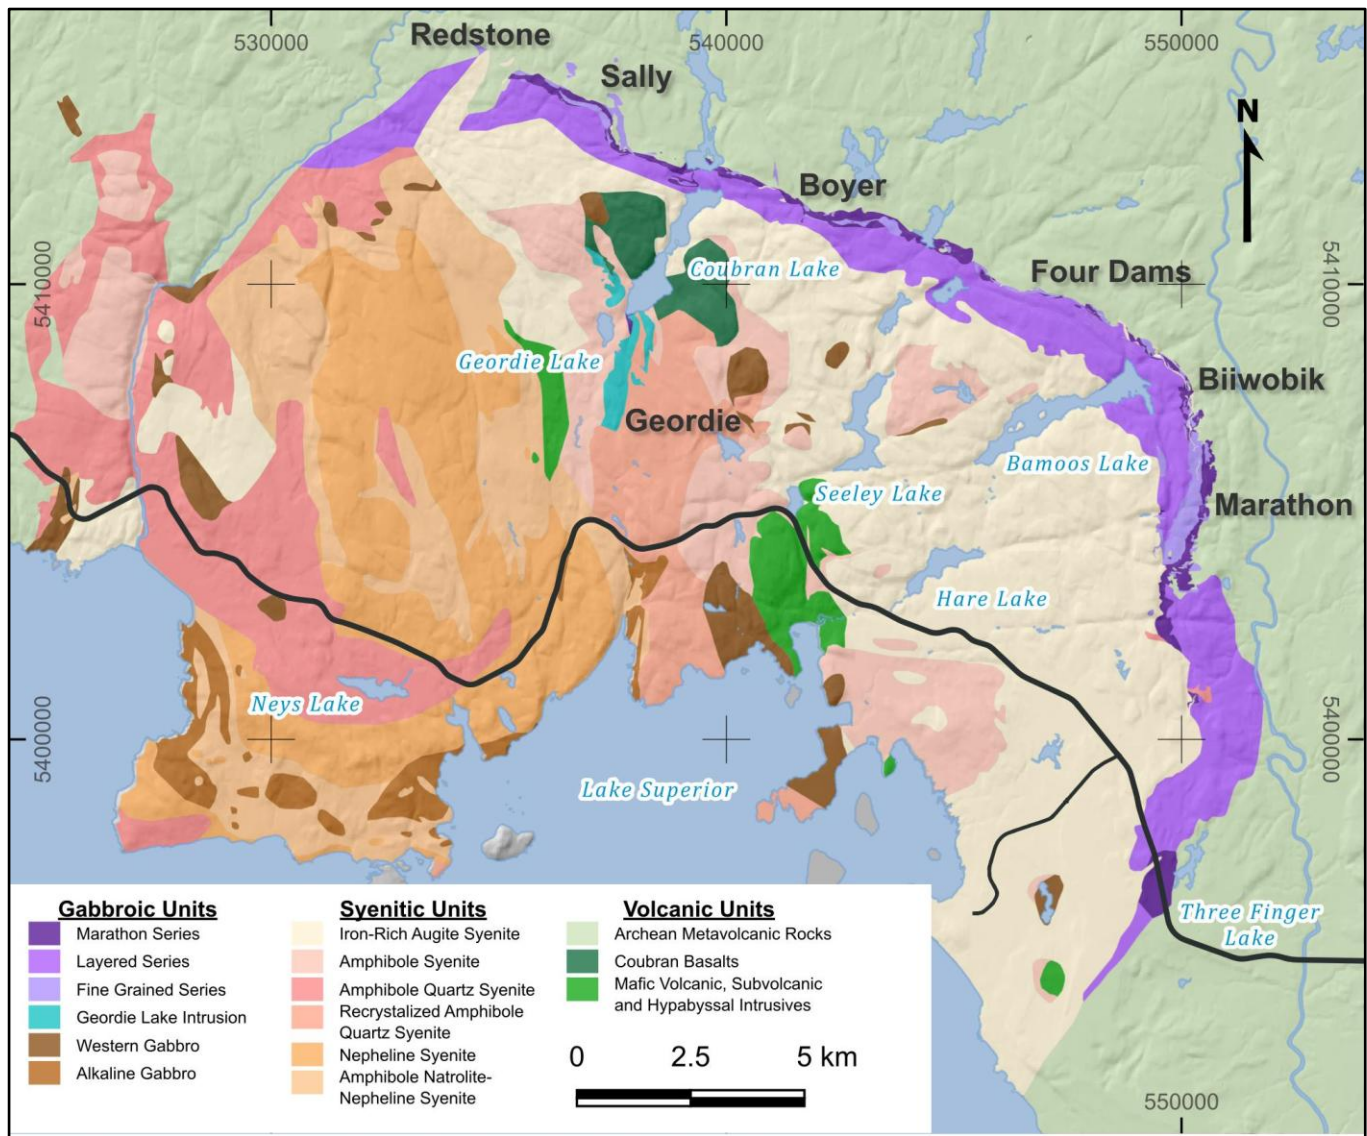 Redstone
530000
540000
550000
Sally
N
Boyer
5410000
Coubran Lake
Four Dams
5410000
Geordie Lake
Biiwobik
Geordie
Bamoos Lake
Seeley Lake
Marathon
Hare Lake
Neys Lake
5400000
5400000
Lake Superior
Three Finger
Lake
Gabbroic Units
Marathon Series
Layered Series
Fine Grained Series
Geordie Lake Intrusion
Western Gabbro
Alkaline Gabbro
Syenitic Units
Iron-Rich Augite Syenite
Amphibole Syenite
Amphibole Quartz Syenite
Recrystalized Amphibole
Quartz Syenite
Nepheline Syenite
Amphibole Natrolite-
Nepheline Syenite
Volcanic Units
Archean Metavolcanic Rocks
Coubran Basalts
Mafic Volcanic, Subvolcanic
and Hypabyssal Intrusives
0 2.5 5 km
550000